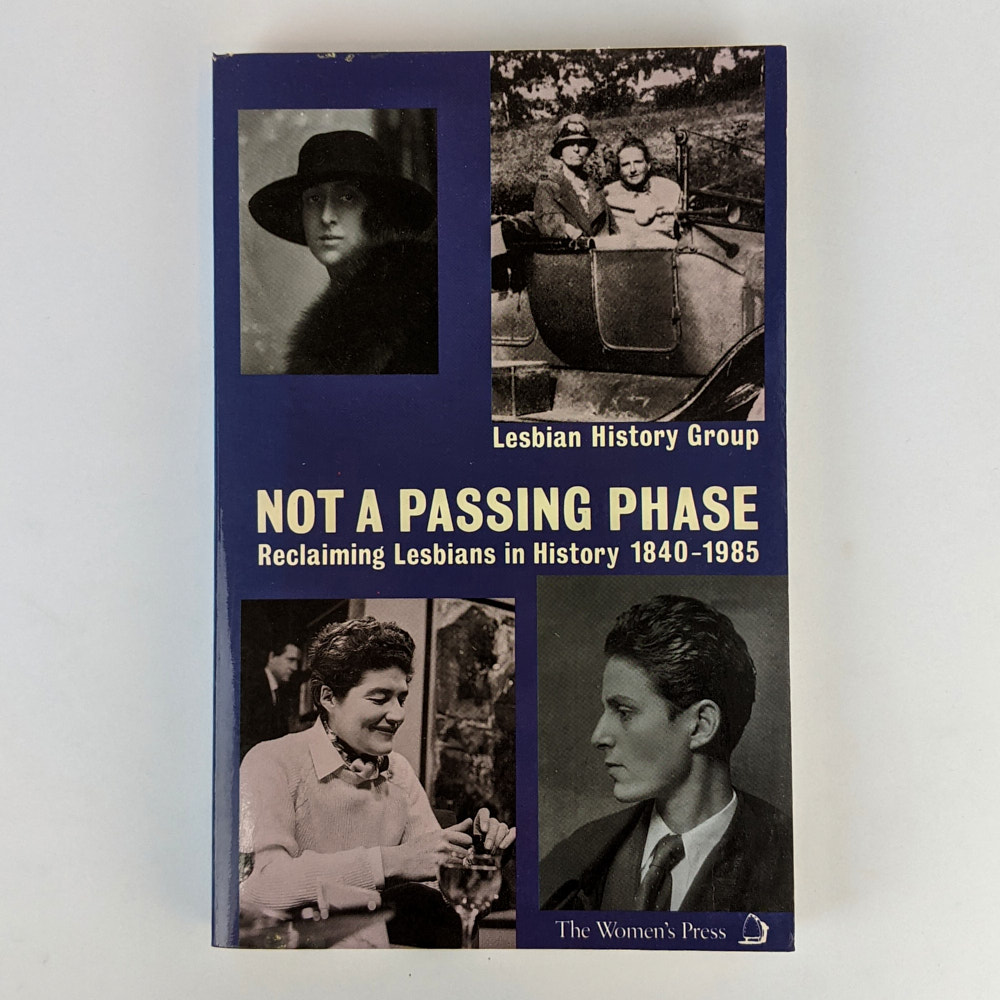 Lesbian History Group
NOT A PASSING PHASE
Reclaiming Lesbians in History 1840-1985
The Women's Press